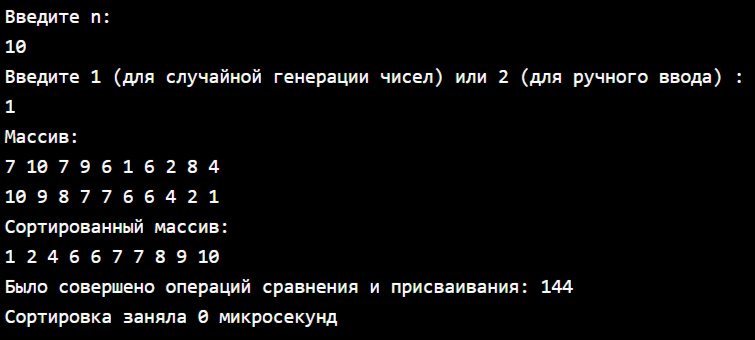 Введите n:
10
Введите 1 (для случайной генерации чисел) или 2 (для ручного ввода) :
1
Массив:
7 10 7 9 6 1 6 2 8 4
10 9 8 7 7 6 6 4 2 1
Сортированный массив:
1 2 4 6 6 7 7 8 9 10
Было совершено операций сравнения и присваивания: 144
Сортировка заняла 0 микросекунд